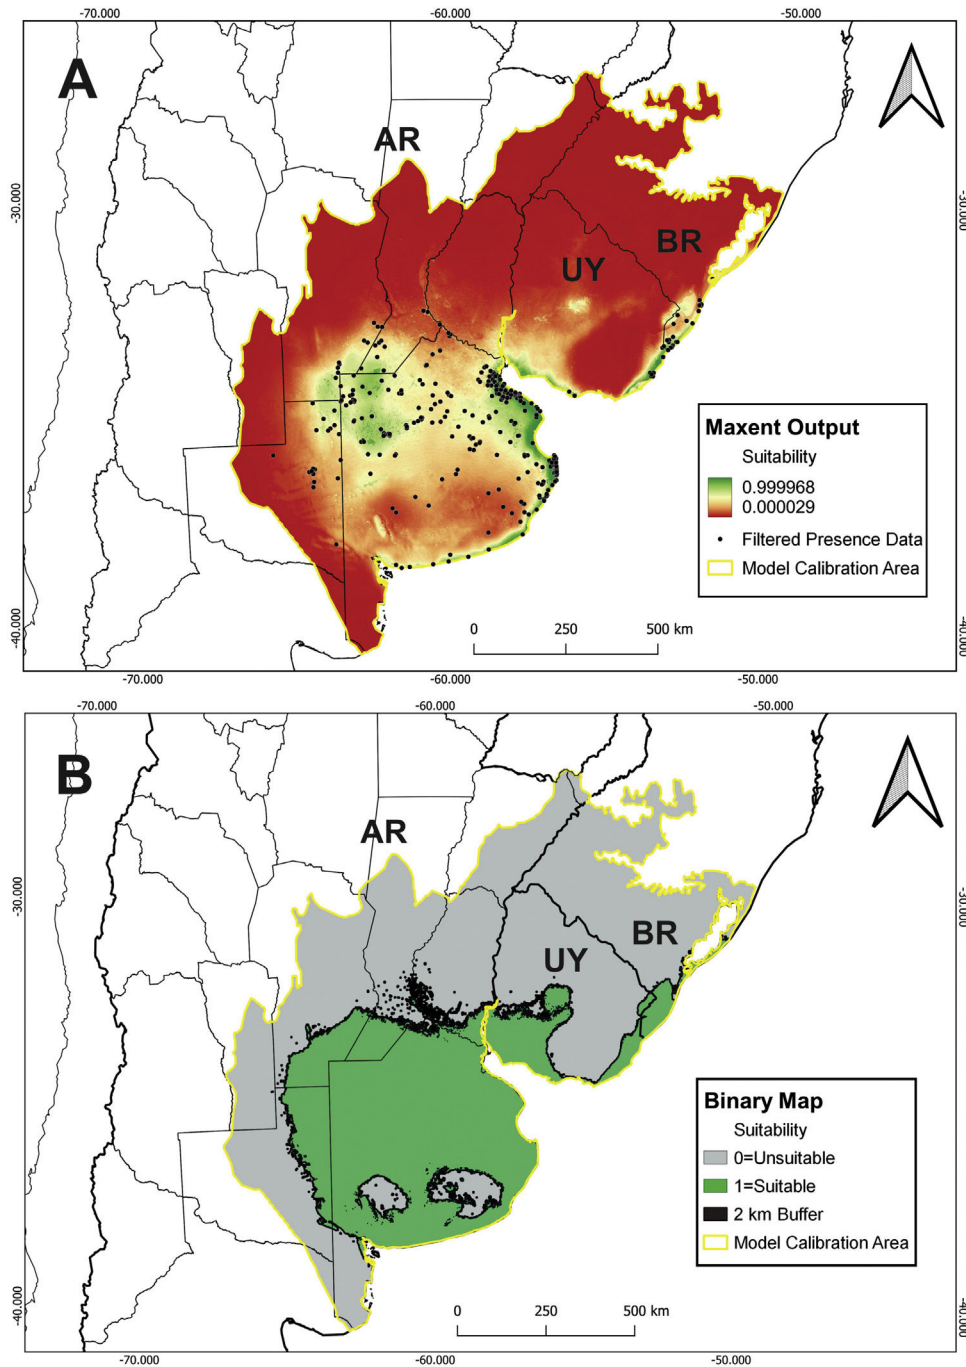 -70.000
-60.000
-50.000
A
AR
-30.000
-30.000
BR
UY
Maxent Output
Suitability
0.999968
0.000029
Filtered Presence Data
Model Calibration Area
-40.000
-40.000
0
250
500 km
-70.000
-60.000
-50.000
-70.000
-60.000
-50.000
B
AR
-30.000
-30.000
BR
UY
Binary Map
Suitability
0=Unsuitable
1=Suitable
2 km Buffer
Model Calibration Area
-40.000
-40.000
0
250
500 km
-70.000
-60.000
-50.000